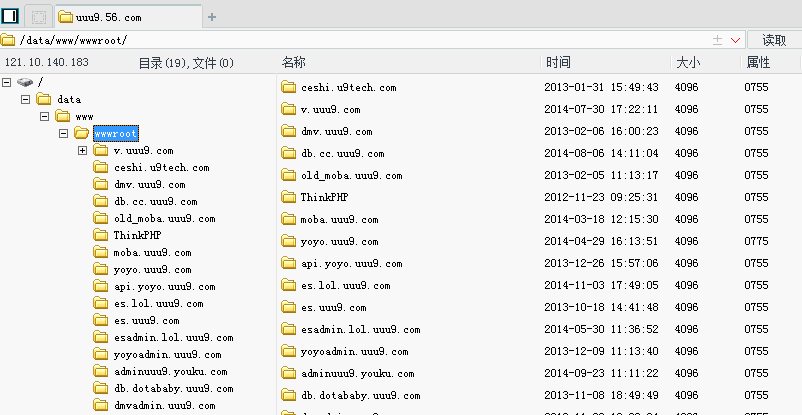 uuu9.56.com
/data/www/wwwroot/ 读取
121.10.140.183 目录(19),文件(0) 名称 时间 大小 属性
/
data
www
wwwroot
v.uuu9.com
ceshi.u9tech.com
dmv.uuu9.com
db.cc.uuu9.com
old_moba.uuu9.com
ThinkPHP
moba.uuu9.com
yoyo.uuu9.com
api.yoyo.uuu9.com
es.lol.uuu9.com
es.uuu9.com
esadmin.lol.uuu9.com
yoyoadmin.uuu9.com
adminuuu9.youku.com
db.dotababy.uuu9.com
dmvadmin.uuu9.com
ceshi.u9tech.com 2013-01-31 15:49:43 4096 0755
v.uuu9.com 2014-07-30 17:22:11 4096 0755
dmv.uuu9.com 2013-02-06 16:00:23 4096 0755
db.cc.uuu9.com 2014-08-06 14:11:04 4096 0755
old_moba.uuu9.com 2013-02-05 11:13:17 4096 0755
ThinkPHP 2012-11-23 09:25:31 4096 0755
moba.uuu9.com 2014-03-18 12:15:30 4096 0755
yoyo.uuu9.com 2014-04-29 16:13:51 4096 0775
api.yoyo.uuu9.com 2013-12-26 15:57:06 4096 0755
es.lol.uuu9.com 2014-11-03 17:49:05 4096 0755
es.uuu9.com 2013-10-18 14:41:48 4096 0755
esadmin.lol.uuu9.com 2014-05-30 11:36:52 4096 0755
yoyoadmin.uuu9.com 2013-12-09 11:13:40 4096 0755
adminuuu9.youku.com 2014-09-23 11:11:22 4096 0755
db.dotababy.uuu9.com 2013-11-08 18:49:49 4096 0755